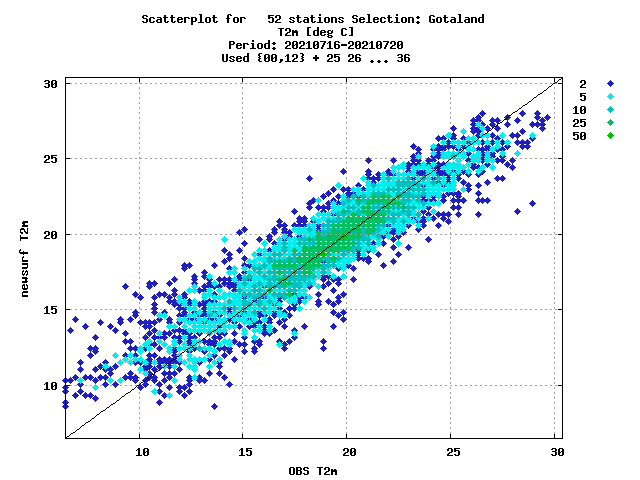 Scatterplot for   52 stations Selection: Gotaland
T2m [deg C]
Period: 20210716-20210720
Used {00,12} + 25 26 ... 36
30
25
20
15
10
newsurf T2m
10 15 20 25 30
OBS T2m
2
5
10
25
50